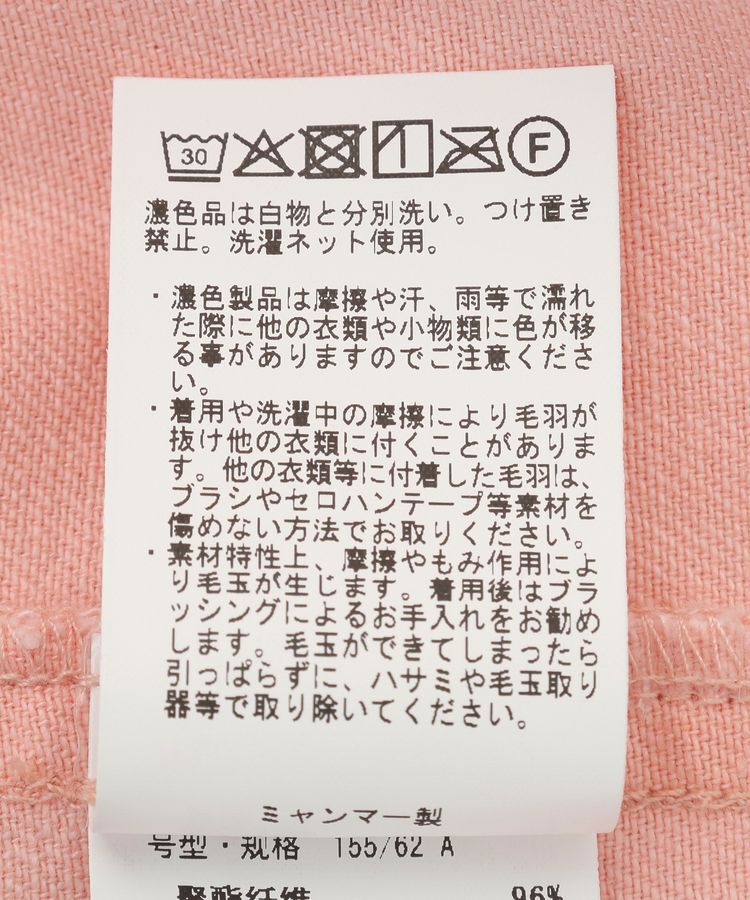 30 F
濃色品は白物と分別洗い。つけ置き
禁止。洗濯ネット使用。
・濃色製品は摩擦や汗、雨等で濡れ
た際に他の衣類や小物類に色が移
る事がありますのでご注意くださ
い。
・着用や洗濯中の摩擦により毛羽が
抜け他の衣類に付くことがありま
す。他の衣類等に付着した毛羽は、
ブラシやセロハンテープ等素材を
傷めない方法でお取りください。
・素材特性上、摩擦やもみ作用によ
り毛玉が生じます。着用後はブラ
ッシングによるお手入れをお勧め
します。毛玉ができてしまったら
引っぱらずに、ハサミや毛玉取り
器等で取り除いてください。
ミャンマー製
号型・规格 155/62 A
聚酯纤维 96%